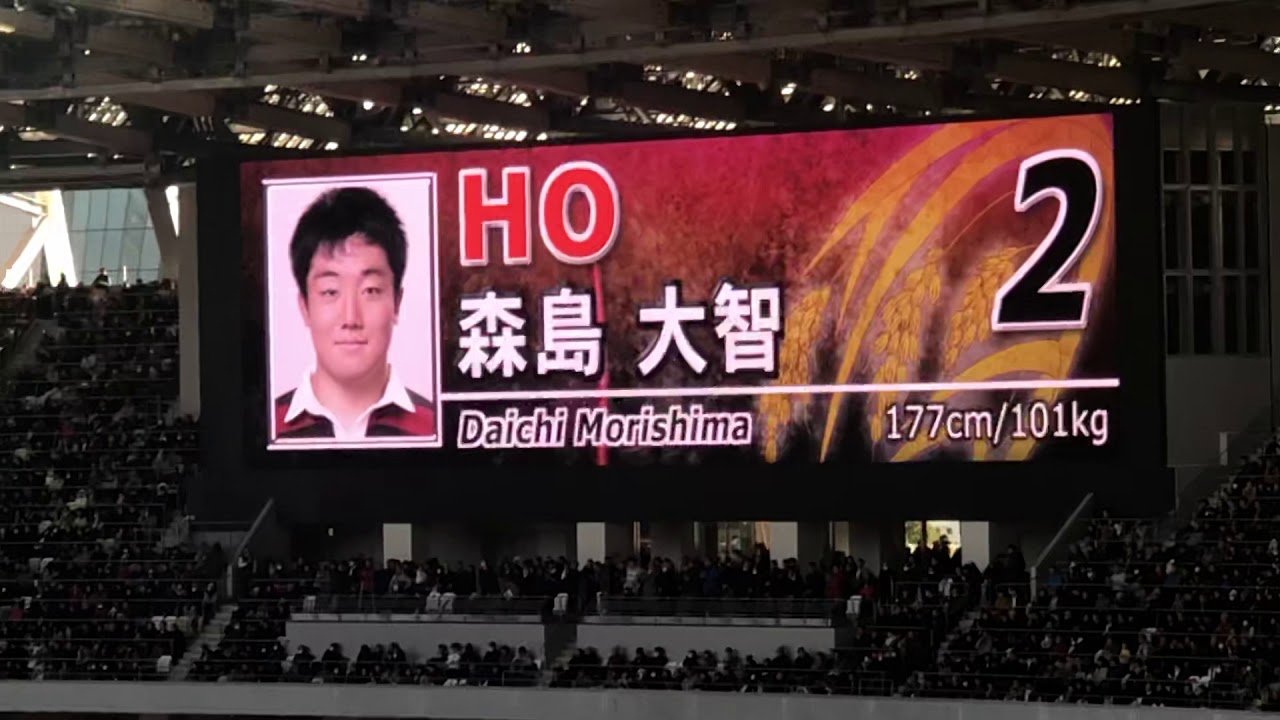 HO
2
森島 大智
Daichi Morishima
177cm/101kg